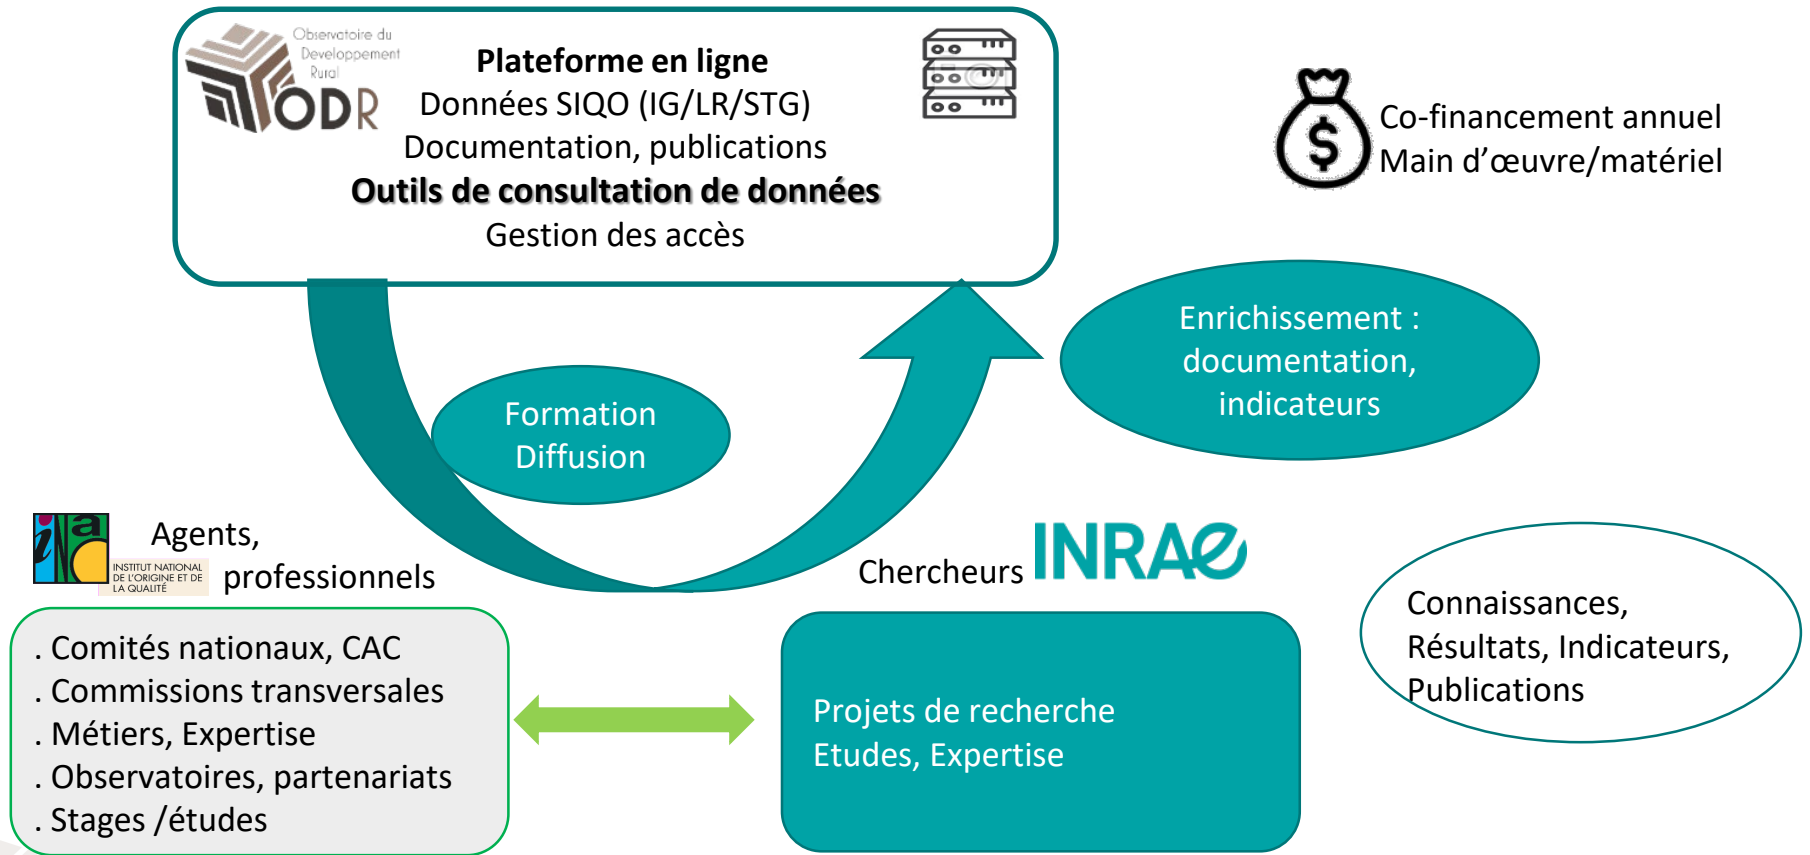 Observatoire du
Developpement
Rural
ODR
Plateforme en ligne
Données SIQO (IG/LR/STG)
Documentation, publications
Outils de consultation de données
Gestion des accès
$
Co-financement annuel
Main d’œuvre/matériel
Enrichissement :
documentation,
indicateurs
Formation
Diffusion
INAO
INSTITUT NATIONAL
DE L'ORIGINE ET DE
LA QUALITÉ
Agents,
professionnels
. Comités nationaux, CAC
. Commissions transversales
. Métiers, Expertise
. Observatoires, partenariats
. Stages /études
Chercheurs
INRAE
Projets de recherche
Etudes, Expertise
Connaissances,
Résultats, Indicateurs,
Publications